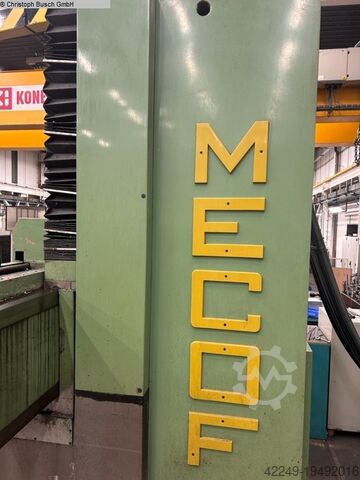 © Christoph Busch GmbH
KONE
MECOF
42249-19492016